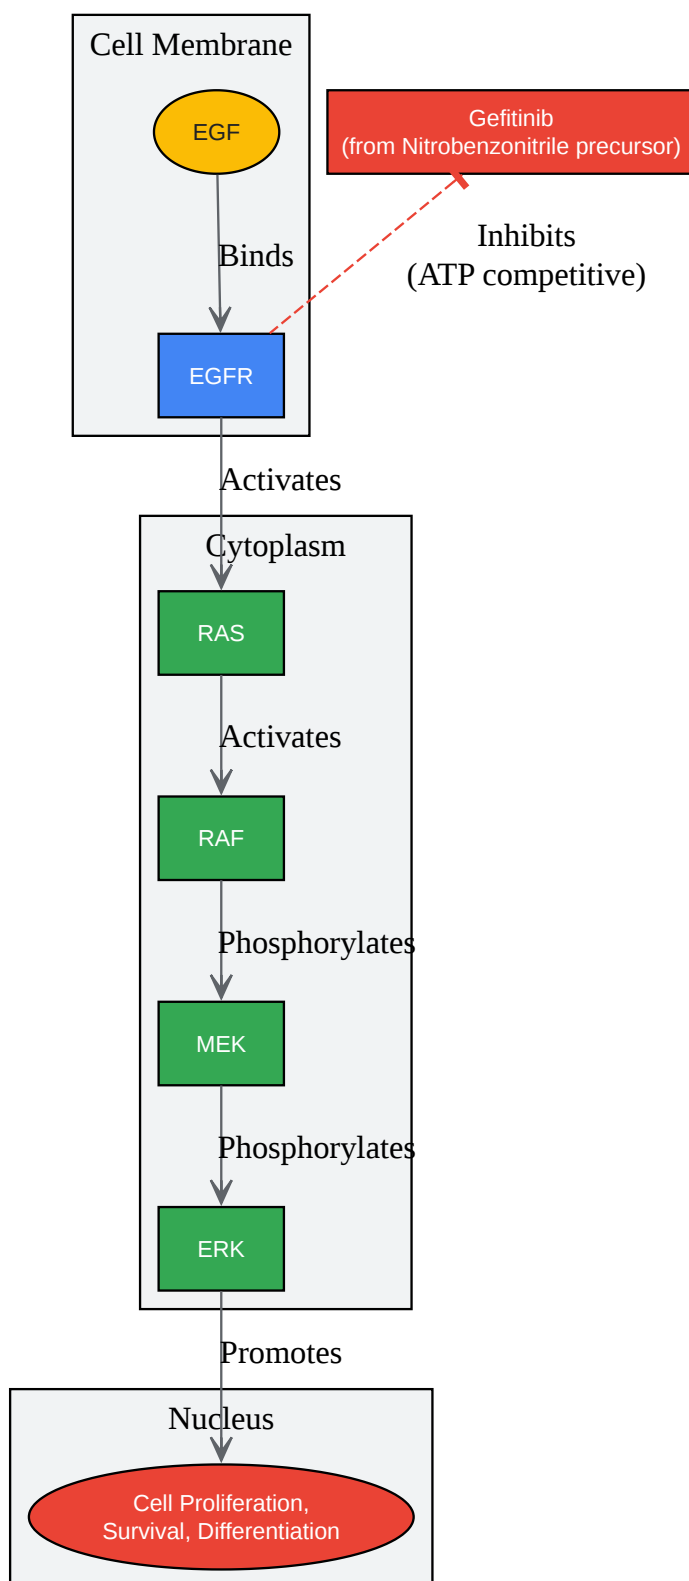 Cell Membrane
EGF
Gefitinib
(from Nitrobenzonitrile precursor)
Binds
Inhibits
(ATP competitive)
EGFR
Activates
Cytoplasm
RAS
Activates
RAF
Phosphorylates
MEK
Phosphorylates
ERK
Promotes
Nucleus
Cell Proliferation,
Survival, Differentiation